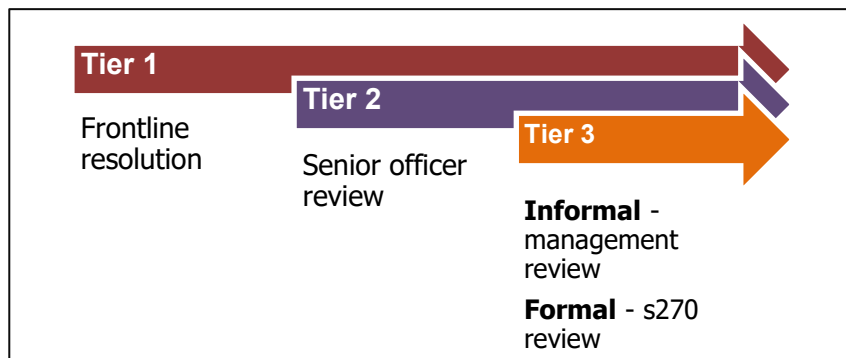 Tier 1
Frontline
resolution
Tier 2
Senior officer
review
Tier 3
Informal -
management
review
Formal - s270
review